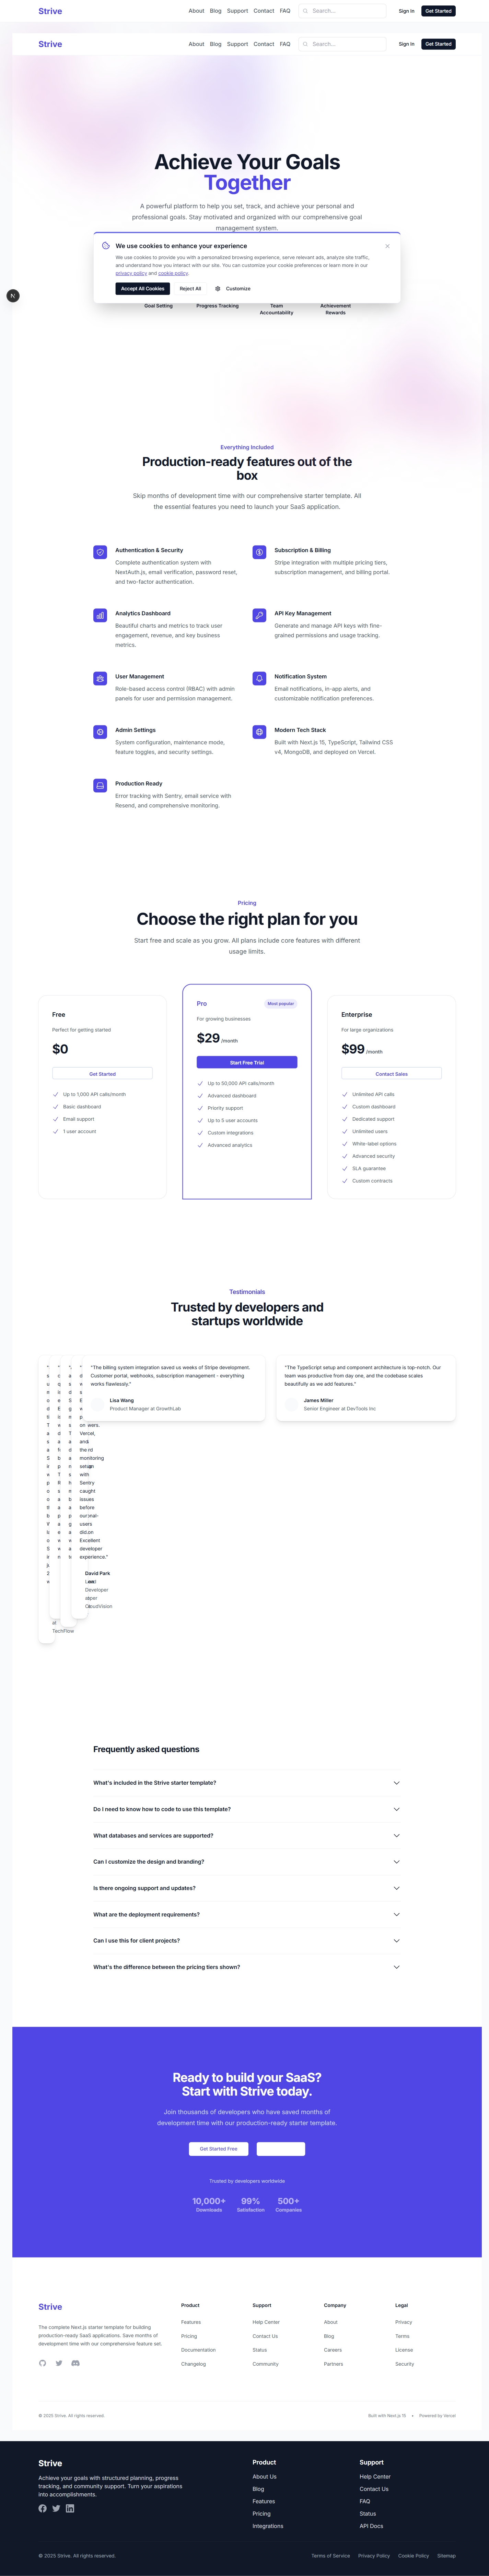 Strive
About Blog Support Contact FAQ Search... Sign In Get Started
Strive
About Blog Support Contact FAQ Search... Sign In Get Started
Achieve Your Goals
Together
A powerful platform to help you set, track, and achieve your personal and
professional goals. Stay motivated and organized with our comprehensive goal
management system.
We use cookies to enhance your experience
We use cookies to provide you with a personalized browsing experience, serve relevant ads, analyze site traffic,
and understand how you interact with our site. You can customize your cookie preferences or learn more in our
privacy policy and cookie policy.
Accept All Cookies Reject All Customize
N
Goal Setting
Progress Tracking
Team
Accountability
Achievement
Rewards
Everything Included
Production-ready features out of the
box
Skip months of development time with our comprehensive starter template. All
the essential features you need to launch your SaaS application.
Authentication & Security
Complete authentication system with
NextAuth.js, email verification, password reset,
and two-factor authentication.
Subscription & Billing
Stripe integration with multiple pricing tiers,
subscription management, and billing portal.
Analytics Dashboard
Beautiful charts and metrics to track user
engagement, revenue, and key business
metrics.
API Key Management
Generate and manage API keys with fine-
grained permissions and usage tracking.
User Management
Role-based access control (RBAC) with admin
panels for user and permission management.
Notification System
Email notifications, in-app alerts, and
customizable notification preferences.
Admin Settings
System configuration, maintenance mode,
feature toggles, and security settings.
Modern Tech Stack
Built with Next.js 15, TypeScript, Tailwind CSS
v4, MongoDB, and deployed on Vercel.
Production Ready
Error tracking with Sentry, email service with
Resend, and comprehensive monitoring.
Pricing
Choose the right plan for you
Start free and scale as you grow. All plans include core features with different
usage limits.
Free
Perfect for getting started
$0
Get Started
Up to 1,000 API calls/month
Basic dashboard
Email support
1 user account
Pro
Most popular
For growing businesses
$29 /month
Start Free Trial
Up to 50,000 API calls/month
Advanced dashboard
Priority support
Up to 5 user accounts
Custom integrations
Advanced analytics
Enterprise
For large organizations
$99 /month
Contact Sales
Unlimited API calls
Custom dashboard
Dedicated support
Unlimited users
White-label options
Advanced security
SLA guarantee
Custom contracts
Testimonials
Trusted by developers and
startups worldwide
"The billing system integration saved us weeks of Stripe development.
Customer portal, webhooks, subscription management - everything
works flawlessly."
Lisa Wang
Product Manager at GrowthLab
"The TypeScript setup and component architecture is top-notch. Our
team was productive from day one, and the codebase scales
beautifully as we add features."
James Miller
Senior Engineer at DevTools Inc
on
Vercel,
and
monitoring
setup
with
Sentry
caught
issues
before
our
users
did.
Excellent
developer
experience."
David Park
Developer
CloudVision
at
TechFlow
Frequently asked questions
What's included in the Strive starter template?
Do I need to know how to code to use this template?
What databases and services are supported?
Can I customize the design and branding?
Is there ongoing support and updates?
What are the deployment requirements?
Can I use this for client projects?
What's the difference between the pricing tiers shown?
Ready to build your SaaS?
Start with Strive today.
Join thousands of developers who have saved months of
development time with our production-ready starter template.
Get Started Free
Trusted by developers worldwide
10,000+
Downloads
99%
Satisfaction
500+
Companies
Strive
The complete Next.js starter template for building
production-ready SaaS applications. Save months of
development time with our comprehensive feature set.
Product
Features
Pricing
Documentation
Changelog
Support
Help Center
Contact Us
Status
Community
Company
About
Blog
Careers
Partners
Legal
Privacy
Terms
License
Security
© 2025 Strive. All rights reserved.
Built with Next.js 15 • Powered by Vercel
Strive
Achieve your goals with structured planning, progress
tracking, and community support. Turn your aspirations
into accomplishments.
Product
About Us
Blog
Features
Pricing
Integrations
Support
Help Center
Contact Us
FAQ
Status
API Docs
© 2025 Strive. All rights reserved.
Terms of Service Privacy Policy Cookie Policy Sitemap